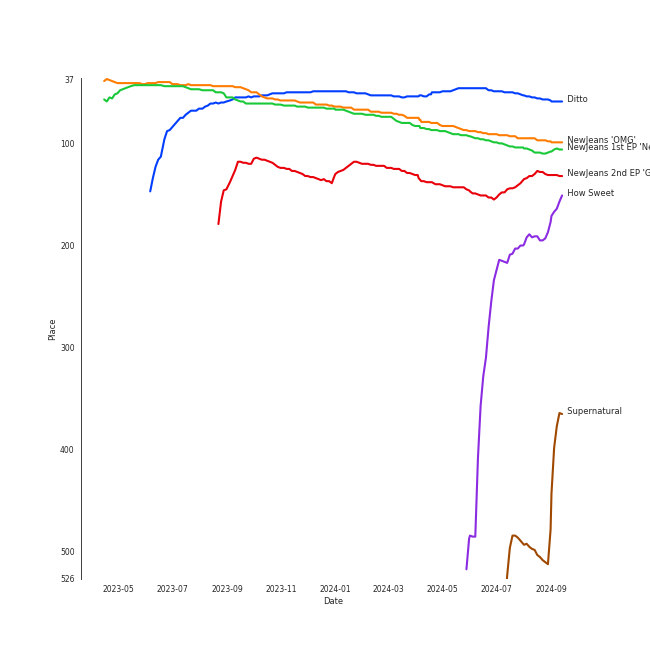 37
100
200
300
400
500
526
Place
2023-05
2023-07
2023-09
2023-11
2024-01
2024-03
2024-05
2024-07
2024-09
Date
Ditto
NewJeans 'OMG'
NewJeans 1st EP 'Ne
NewJeans 2nd EP 'G
How Sweet
Supernatural